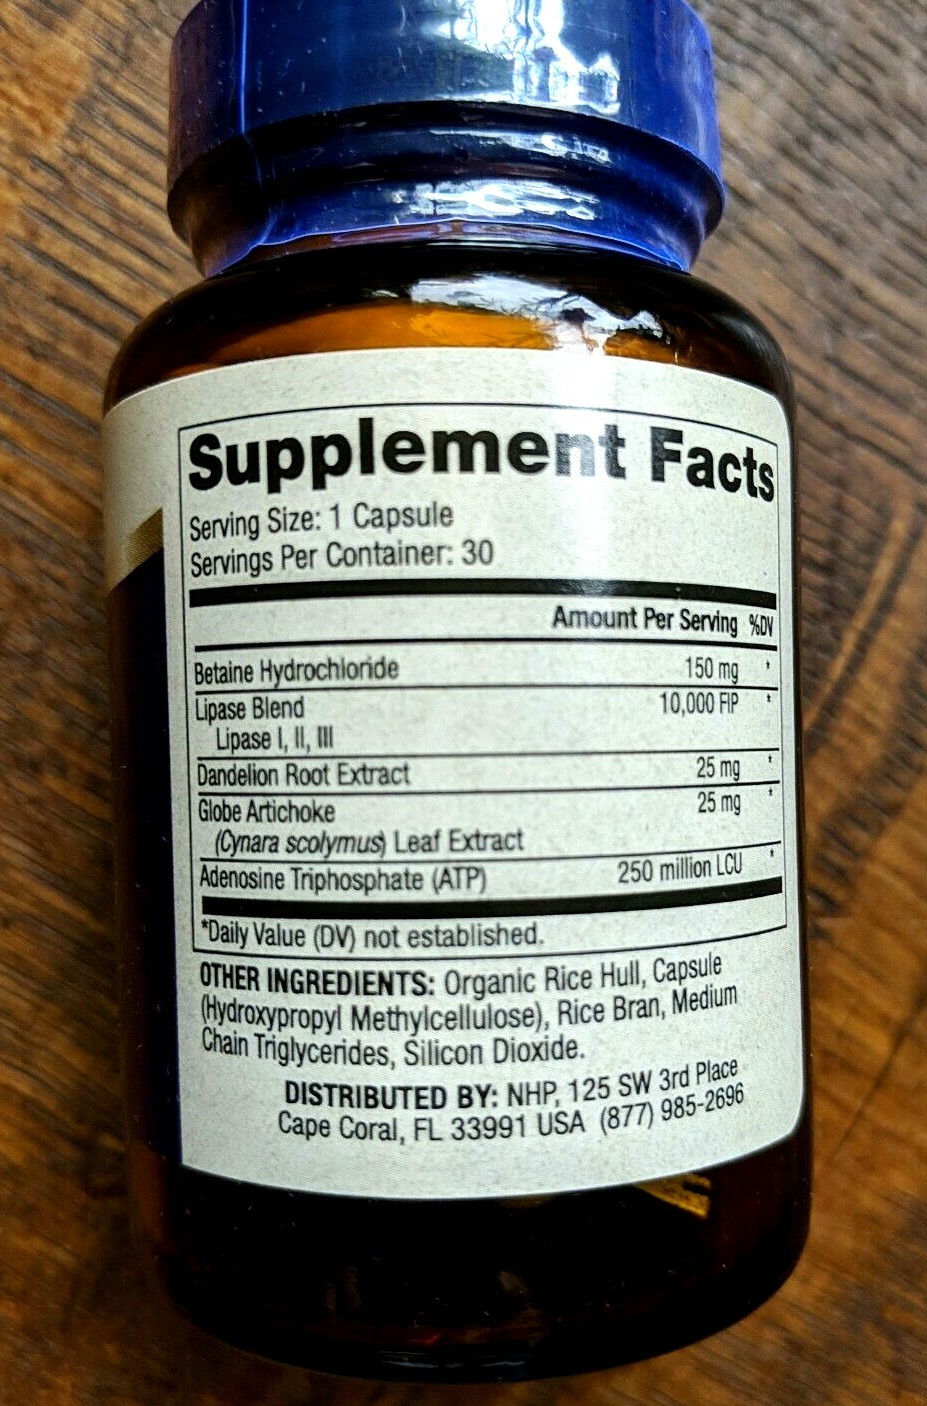 Supplement Facts
Serving Size: 1 Capsule
Servings Per Container: 30
Amount Per Serving %DV
Betaine Hydrochloride 150 mg *
Lipase Blend 10,000 FIP *
Lipase I, II, III
Dandelion Root Extract 25 mg *
Globe Artichoke 25 mg *
(Cynara scolymus) Leaf Extract
Adenosine Triphosphate (ATP) 250 million LCU *
*Daily Value (DV) not established.
OTHER INGREDIENTS: Organic Rice Hull, Capsule
(Hydroxypropyl Methylcellulose), Rice Bran, Medium
Chain Triglycerides, Silicon Dioxide.
DISTRIBUTED BY: NHP, 125 SW 3rd Place
Cape Coral, FL 33991 USA (877) 985-2696